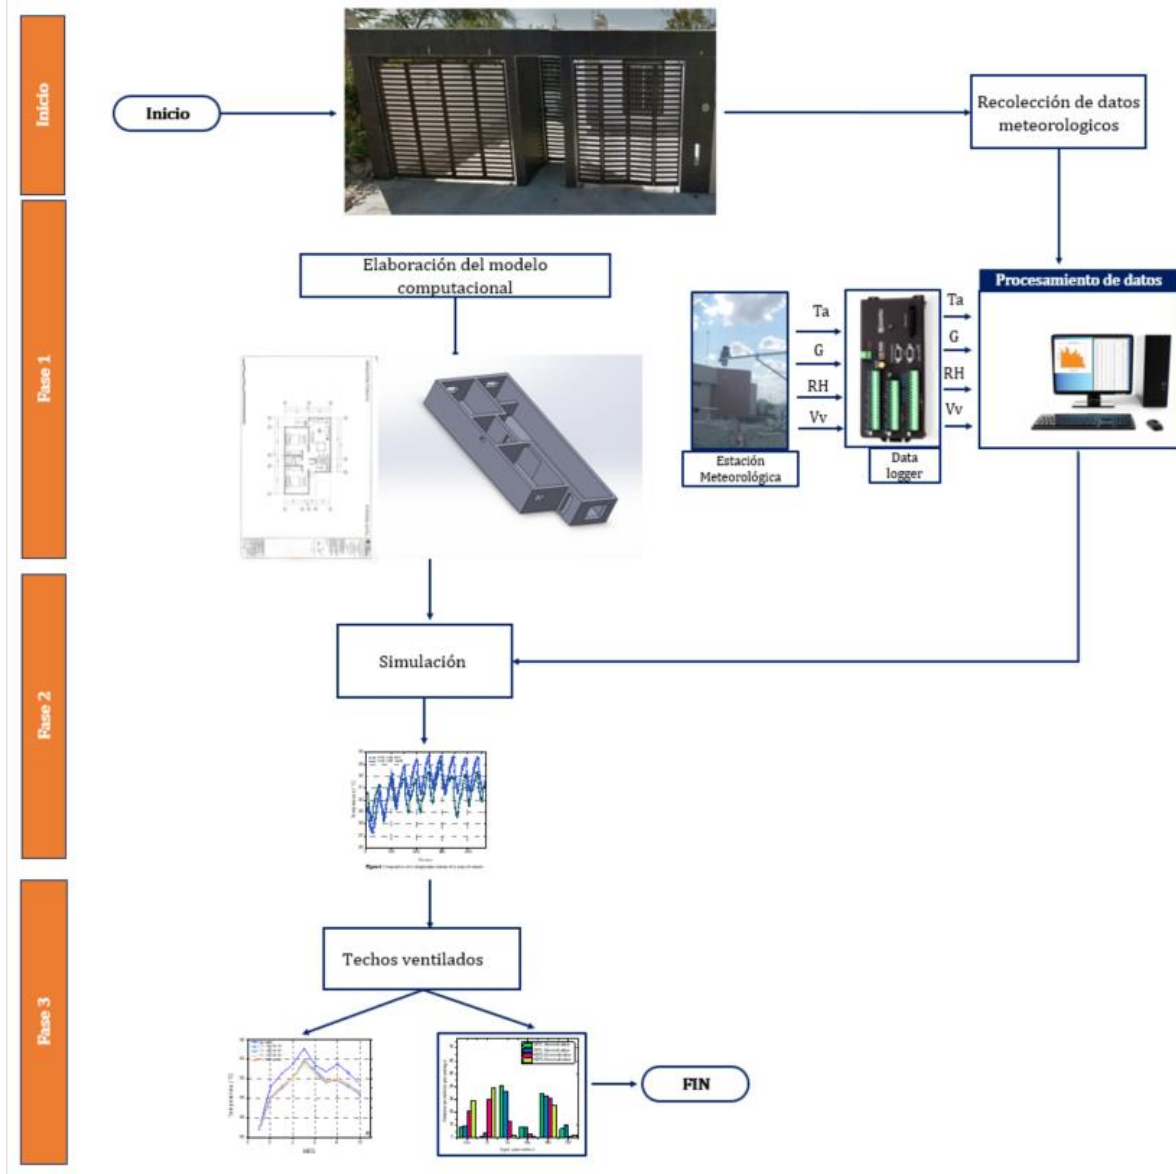 Inicio
Inicio
Recolección de datos
meteorologicos
Fase 1
Elaboración del modelo
computacional
Procesamiento de datos
Ta
G
RH
Vv
Ta
G
RH
Vv
Estación
Meteorológica
Data
logger
Fase 2
Simulación
Fase 3
Techos ventilados
FIN